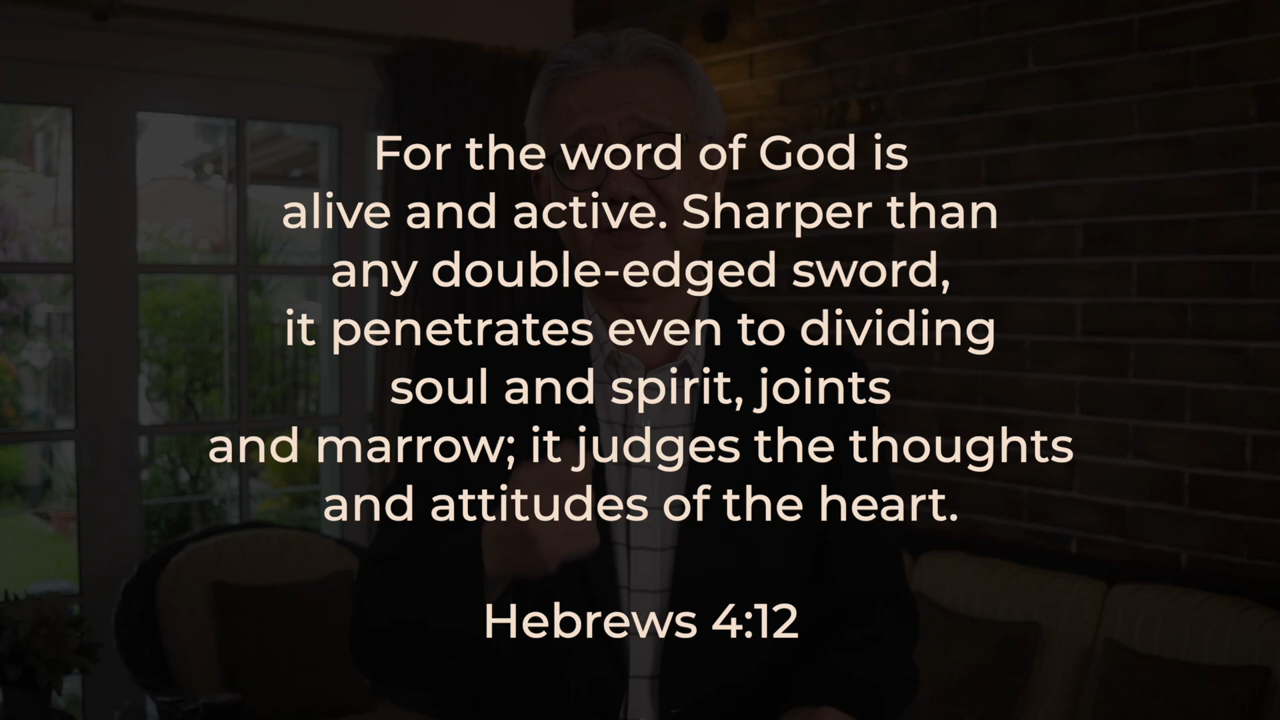 For the word of God is
alive and active. Sharper than
any double-edged sword,
it penetrates even to dividing
soul and spirit, joints
and marrow; it judges the thoughts
and attitudes of the heart.
Hebrews 4:12